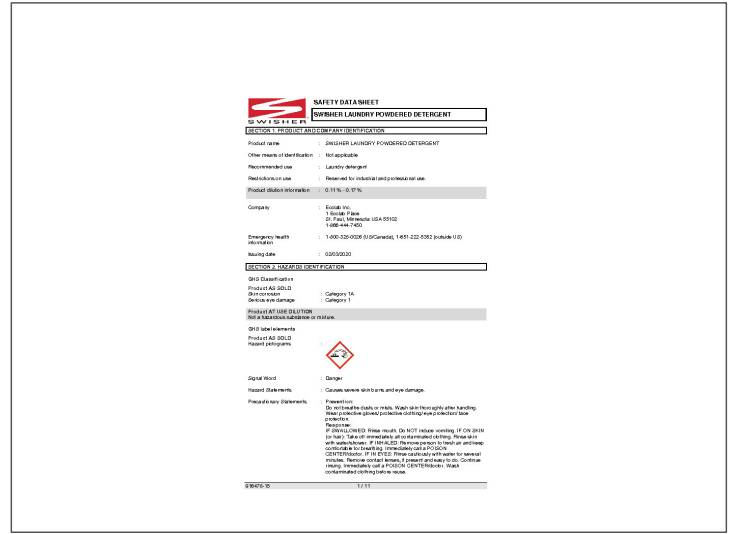 SAFETY DATA SHEET
SWISHER LAUNDRY POWDERED DETERGENT
SWISHER
SECTION 1. PRODUCT AND COMPANY IDENTIFICATION
Product name : SWISHER LAUNDRY POWDERED DETERGENT
Other means of identification : Not applicable
Recommended use : Laundry detergent
Restrictions on use : Reserved for industrial and professional use.
Product dilution information : 0.11 % - 0.17 %
Company : Ecolab Inc.
1 Ecolab Place
St. Paul, Minnesota USA 55102
1-866-444-7450
Emergency health information : 1-800-328-0026 (US/Canada), 1-651-222-5352 (outside US)
Issuing date : 02/03/2020
SECTION 2. HAZARDS IDENTIFICATION
GHS Classification
Product AS SOLD
Skin corrosion : Category 1A
Serious eye damage : Category 1
Product AT USE DILUTION
Not a hazardous substance or mixture.
GHS label elements
Product AS SOLD
Hazard pictograms :
Signal Word : Danger
Hazard Statements : Causes severe skin burns and eye damage.
Precautionary Statements : Prevention:
Do not breathe dusts or mists. Wash skin thoroughly after handling.
Wear protective gloves/ protective clothing/ eye protection/ face
protection.
Response:
IF SWALLOWED: Rinse mouth. Do NOT induce vomiting. IF ON SKIN
(or hair): Take off immediately all contaminated clothing. Rinse skin
with water/shower. IF INHALED: Remove person to fresh air and keep
comfortable for breathing. Immediately call a POISON
CENTER/doctor. IF IN EYES: Rinse cautiously with water for several
minutes. Remove contact lenses, if present and easy to do. Continue
rinsing. Immediately call a POISON CENTER/doctor. Wash
contaminated clothing before reuse.
916478-15 1 / 11